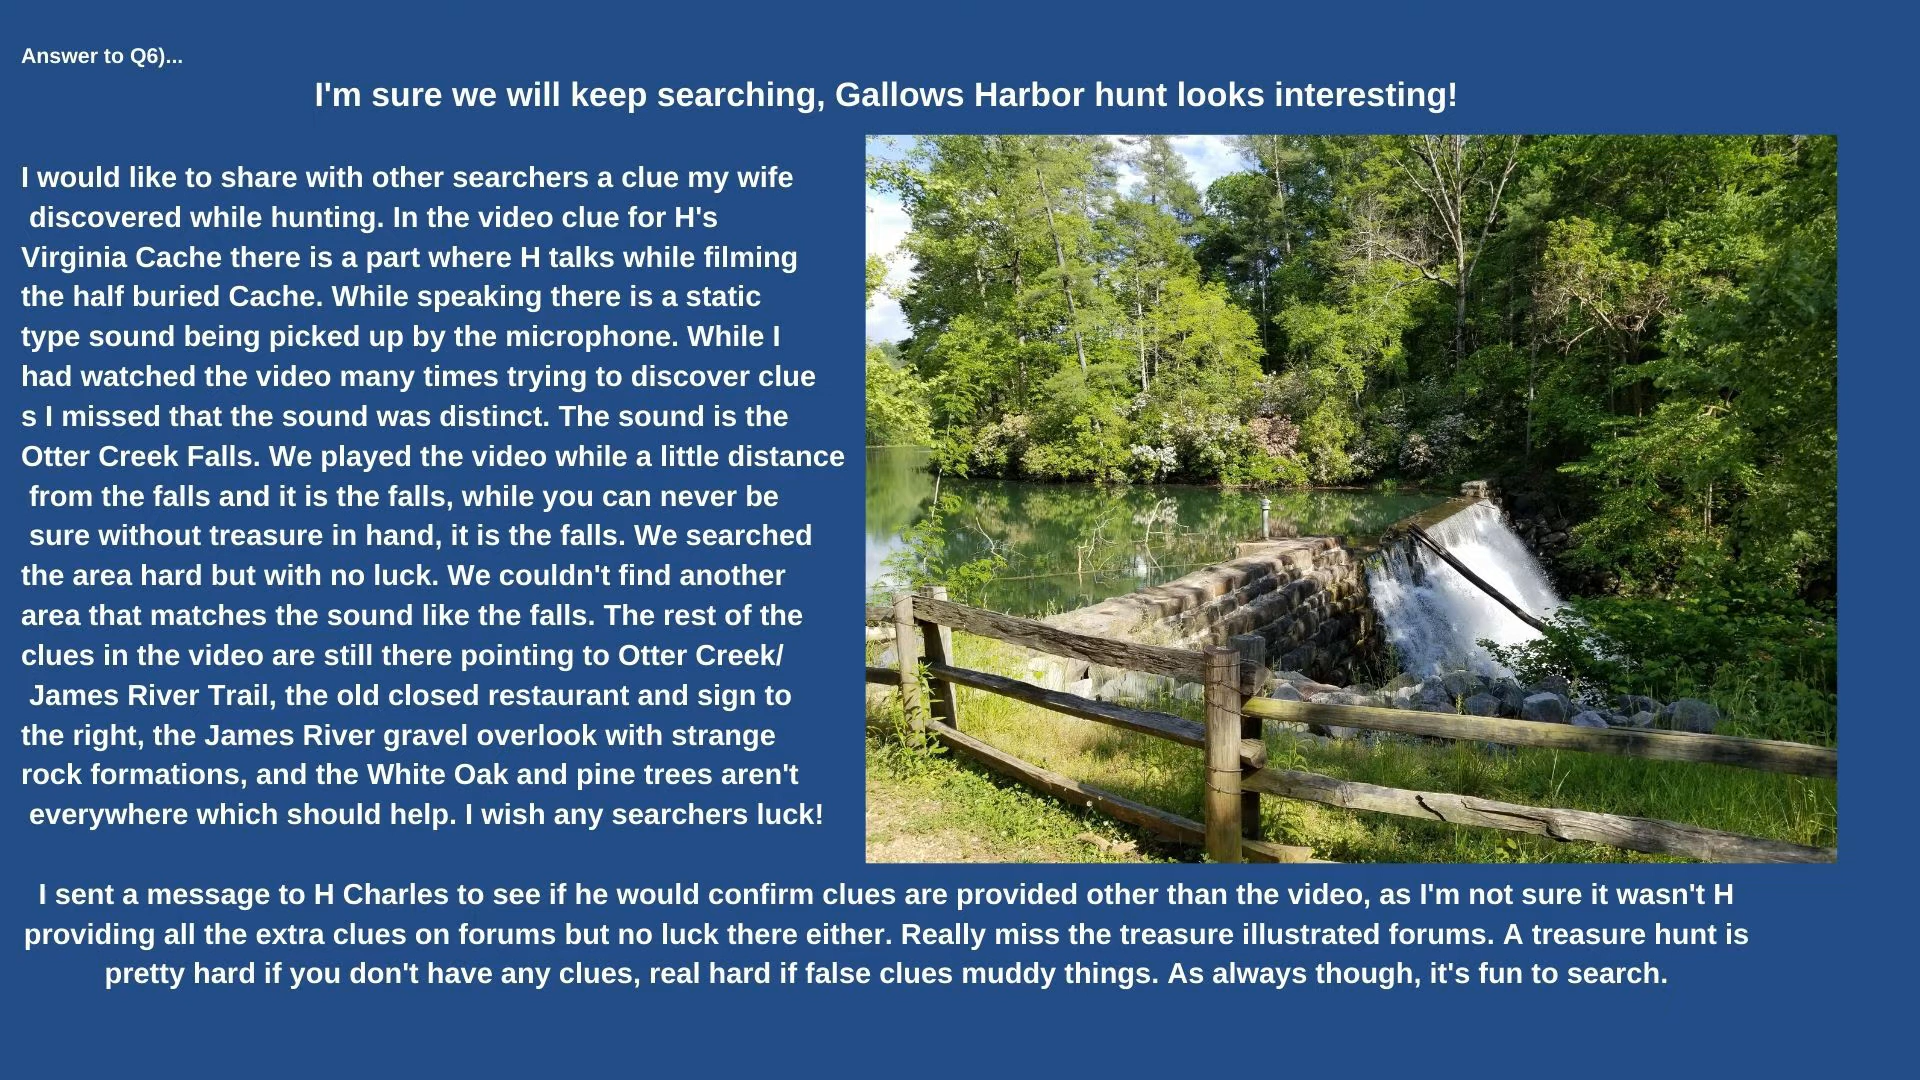 Answer to Q6)...
I'm sure we will keep searching, Gallows Harbor hunt looks interesting!
I would like to share with other searchers a clue my wife
discovered while hunting. In the video clue for H's
Virginia Cache there is a part where H talks while filming
the half buried Cache. While speaking there is a static
type sound being picked up by the microphone. While I
had watched the video many times trying to discover clue
s I missed that the sound was distinct. The sound is the
Otter Creek Falls. We played the video while a little distance
from the falls and it is the falls, while you can never be
sure without treasure in hand, it is the falls. We searched
the area hard but with no luck. We couldn't find another
area that matches the sound like the falls. The rest of the
clues in the video are still there pointing to Otter Creek/
James River Trail, the old closed restaurant and sign to
the right, the James River gravel overlook with strange
rock formations, and the White Oak and pine trees aren't
everywhere which should help. I wish any searchers luck!
I sent a message to H Charles to see if he would confirm clues are provided other than the video, as I'm not sure it wasn't H
providing all the extra clues on forums but no luck there either. Really miss the treasure illustrated forums. A treasure hunt is
pretty hard if you don't have any clues, real hard if false clues muddy things. As always though, it's fun to search.